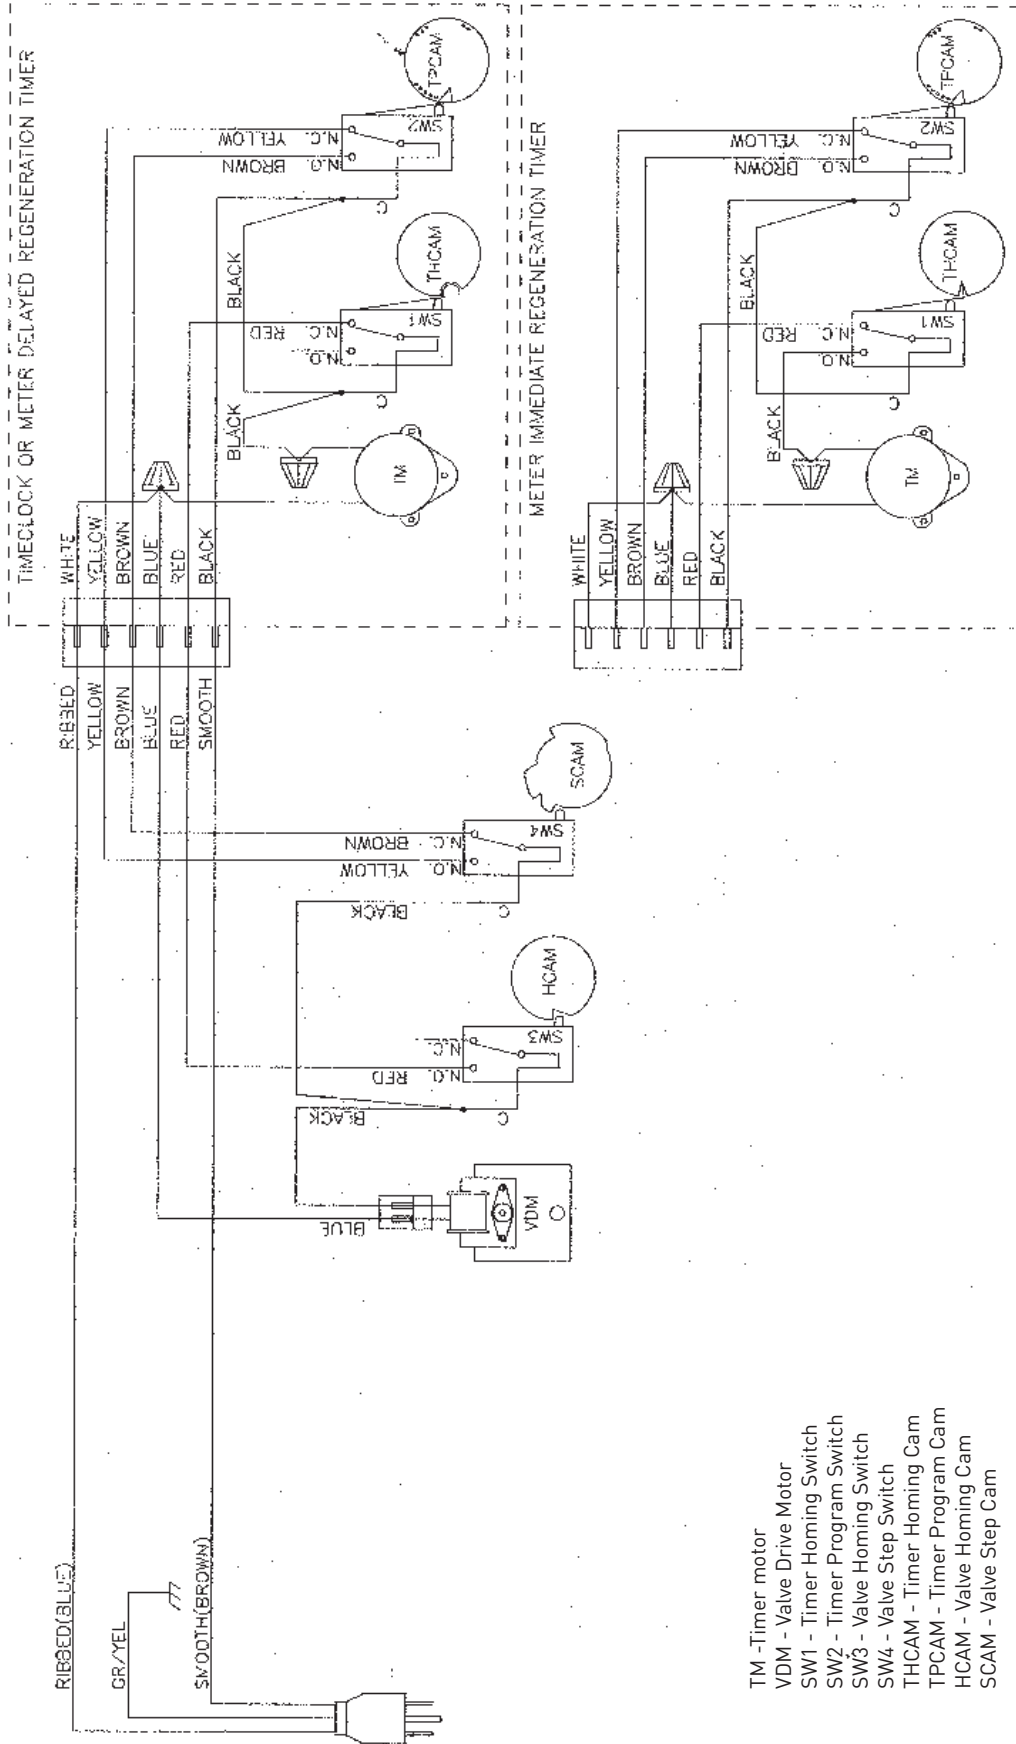 TIMECLOCK OR METER DELAYED REGENERATION TIMER
WHITE
YELLOW
BROWN
BLUE
RED
BLACK
YELLOW
BROWN
N.C.
N.O.
SW2
TPCAM
C
BLACK
RED
N.C.
N.O.
SW1
THCAM
C
BLACK
TM
METER IMMEDIATE REGENERATION TIMER
WHITE
YELLOW
BROWN
BLUE
RED
BLACK
YELLOW
BROWN
N.C.
N.O.
SW2
TPCAM
C
BLACK
RED
N.C.
N.O.
SW1
THCAM
C
BLACK
TM
RIBBED
YELLOW
BROWN
BLUE
RED
SMOOTH
BROWN
N.C.
YELLOW
N.O.
SW4
SCAM
BLACK
C
N.C.
RED
N.O.
SW3
HCAM
BLACK
C
BLUE
VDM
RIBBED(BLUE)
GR/YEL
SMOOTH(BROWN)
TM -Timer motor
VDM - Valve Drive Motor
SW1 - Timer Homing Switch
SW2 - Timer Program Switch
SW3 - Valve Homing Switch
SW4 - Valve Step Switch
THCAM - Timer Homing Cam
TPCAM - Timer Program Cam
HCAM - Valve Homing Cam
SCAM - Valve Step Cam